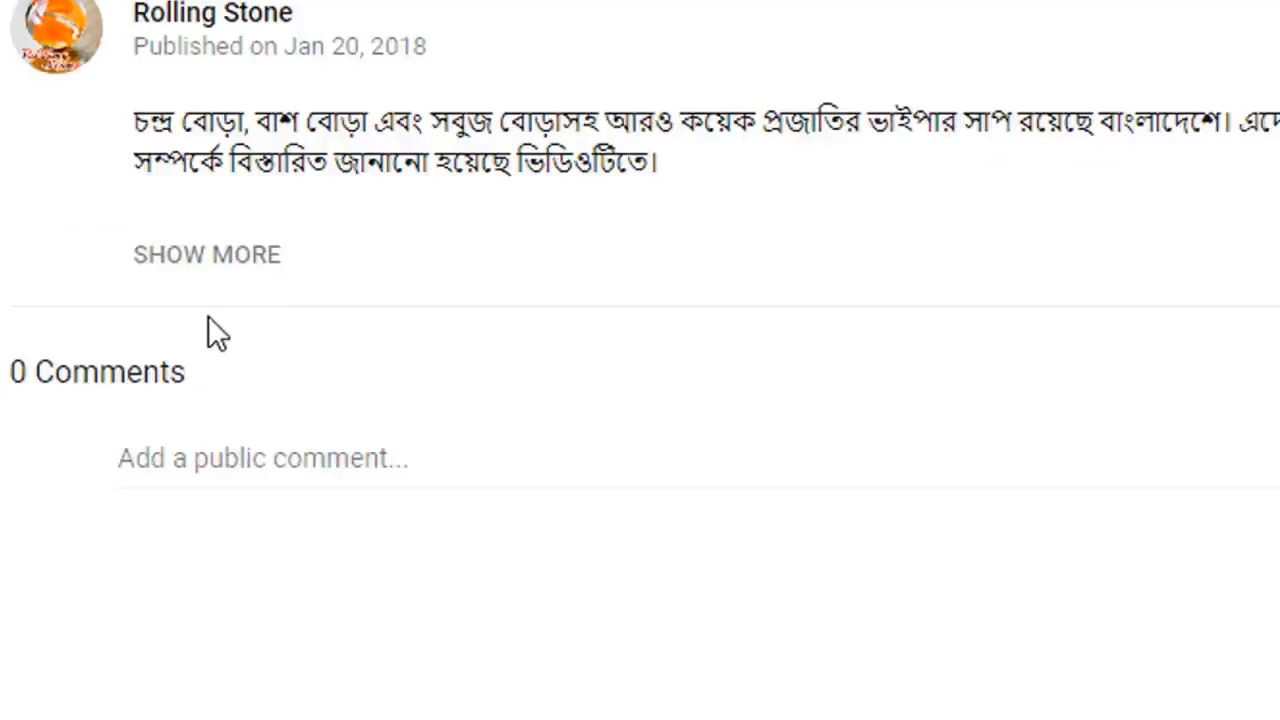 Rolling Stone
Published on Jan 20, 2018
চন্দ্র বোড়া, বাশ বোড়া এবং সবুজ বোড়াসহ আরও কয়েক প্রজাতির ভাইপার সাপ রয়েছে বাংলাদেশে।
সম্পর্কে বিস্তারিত জানানো হয়েছে ভিডিওটিতে।
SHOW MORE
0 Comments
Add a public comment...